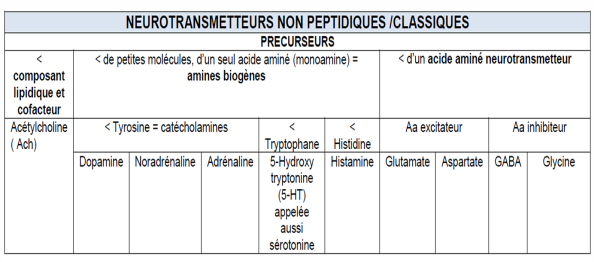 NEUROTRANSMETTEURS NON PEPTIDIQUES /CLASSIQUES
PRECURSEURS
<
composant
lipidique et
cofacteur
< de petites molécules, d'un seul acide aminé (monoamine) =
amines biogènes
< d'un acide aminé neurotransmetteur
Acétylcholine
( Ach)
< Tyrosine = catécholamines
<
Tryptophane
<
Histidine
Aa excitateur
Aa inhibiteur
Dopamine
Noradrénaline
Adrénaline
5-Hydroxy
tryptonine
(5-HT)
appelée
aussi
sérotonine
Histamine
Glutamate
Aspartate
GABA
Glycine